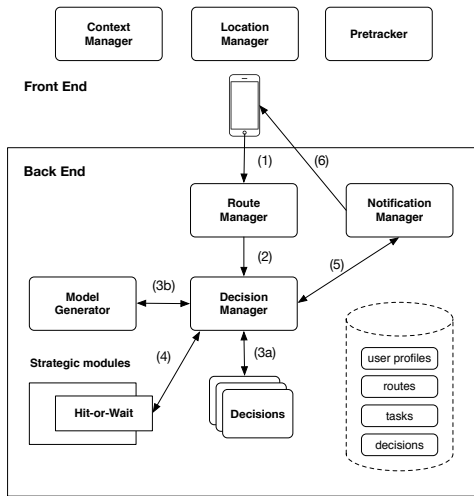 Context
Manager
Location
Manager
Pretracker
Front End
(1)
(6)
Back End
Route
Manager
Notification
Manager
(2)
(5)
Model
Generator
(3b)
Decision
Manager
Strategic modules
(4)
(3a)
Hit-or-Wait
Decisions
user profiles
routes
tasks
decisions